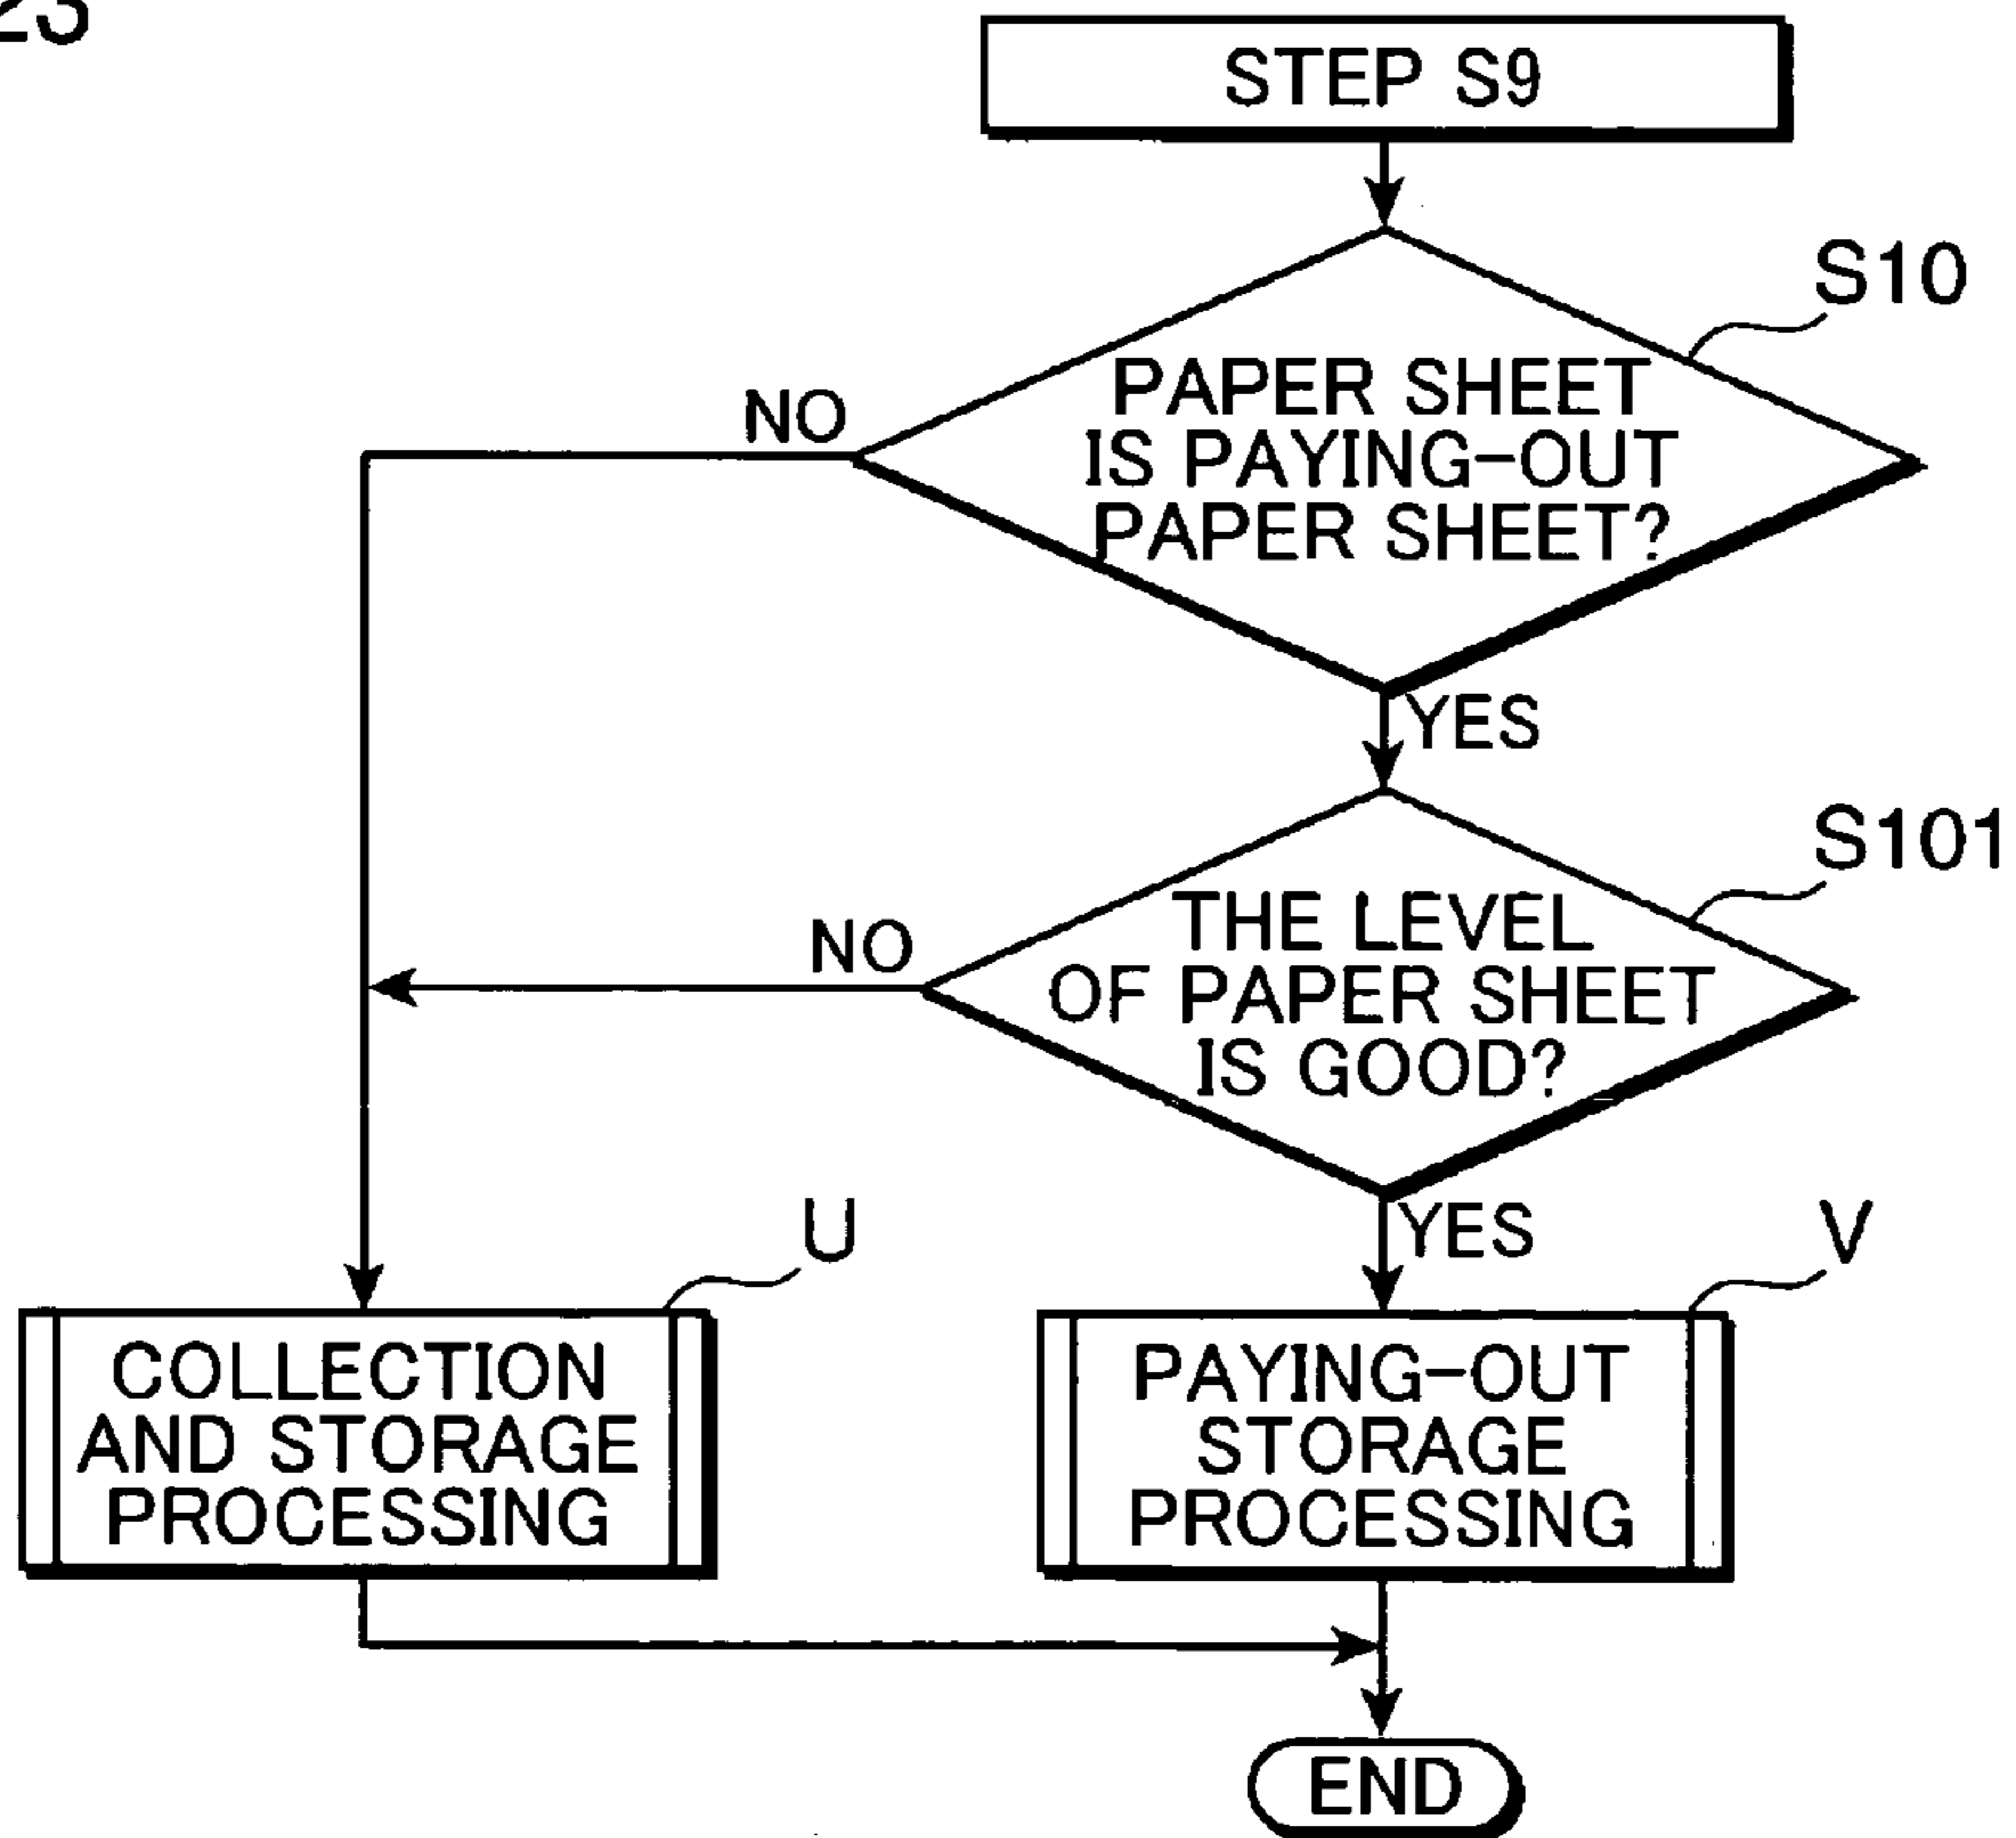 23
STEP S9
S10
PAPER SHEET
IS PAYING-OUT
PAPER SHEET?
NO
YES
S101
THE LEVEL
OF PAPER SHEET
IS GOOD?
NO
YES
U
COLLECTION
AND STORAGE
PROCESSING
V
PAYING-OUT
STORAGE
PROCESSING
END